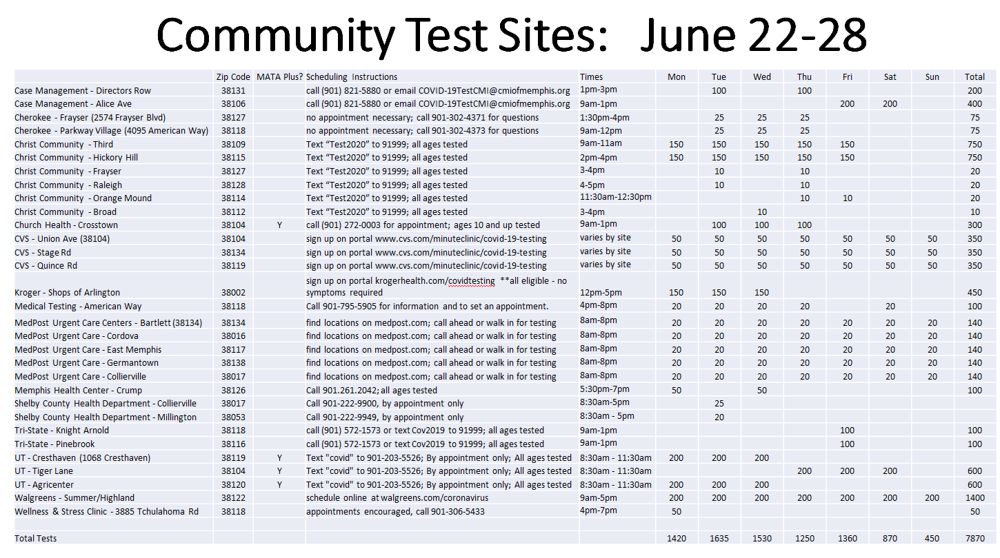 Community Test Sites: June 22-28
Zip Code MATA Plus? Scheduling Instructions Times Mon Tue Wed Thu Fri Sat Sun Total
Case Management - Directors Row 38131 call (901) 821-5880 or email COVID-19TestCMI@cmiofmemphis.org 1pm-3pm 100 100 200
Case Management - Alice Ave 38106 call (901) 821-5880 or email COVID-19TestCMI@cmiofmemphis.org 9am-1pm 200 200 400
Cherokee - Frayser (2574 Frayser Blvd) 38127 no appointment necessary; call 901-302-4371 for questions 1:30pm-4pm 25 25 25 75
Cherokee - Parkway Village (4095 American Way) 38118 no appointment necessary; call 901-302-4373 for questions 9am-12pm 25 25 25 75
Christ Community - Third 38109 Text “Test2020” to 91999; all ages tested 9am-11am 150 150 150 150 150 750
Christ Community - Hickory Hill 38115 Text “Test2020” to 91999; all ages tested 2pm-4pm 150 150 150 150 150 750
Christ Community - Frayser 38127 Text “Test2020” to 91999; all ages tested 3-4pm 10 10 20
Christ Community - Raleigh 38128 Text “Test2020” to 91999; all ages tested 4-5pm 10 10 20
Christ Community - Orange Mound 38114 Text “Test2020” to 91999; all ages tested 11:30am-12:30pm 10 10 20
Christ Community - Broad 38112 Text “Test2020” to 91999; all ages tested 3-4pm 10 10
Church Health - Crosstown 38104 Y call (901) 272-0003 for appointment; ages 10 and up tested 9am-1pm 100 100 100 300
CVS - Union Ave (38104) 38104 sign up on portal www.cvs.com/minuteclinic/covid-19-testing varies by site 50 50 50 50 50 50 50 350
CVS - Stage Rd 38134 sign up on portal www.cvs.com/minuteclinic/covid-19-testing varies by site 50 50 50 50 50 50 50 350
CVS - Quince Rd 38119 sign up on portal www.cvs.com/minuteclinic/covid-19-testing varies by site 50 50 50 50 50 50 50 350
sign up on portal krogerhealth.com/covidtesting **all eligible - no
Kroger - Shops of Arlington 38002 symptoms required 12pm-5pm 150 150 150 450
Medical Testing - American Way 38118 Call 901-795-5905 for information and to set an appointment. 4pm-8pm 20 20 20 20 20 100
MedPost Urgent Care Centers - Bartlett (38134) 38134 find locations on medpost.com; call ahead or walk in for testing 8am-8pm 20 20 20 20 20 20 20 140
MedPost Urgent Care - Cordova 38016 find locations on medpost.com; call ahead or walk in for testing 8am-8pm 20 20 20 20 20 20 20 140
MedPost Urgent Care - East Memphis 38117 find locations on medpost.com; call ahead or walk in for testing 8am-8pm 20 20 20 20 20 20 20 140
MedPost Urgent Care - Germantown 38138 find locations on medpost.com; call ahead or walk in for testing 8am-8pm 20 20 20 20 20 20 20 140
MedPost Urgent Care - Collierville 38017 find locations on medpost.com; call ahead or walk in for testing 8am-8pm 20 20 20 20 20 20 20 140
Memphis Health Center - Crump 38126 Call 901.261.2042; all ages tested 5:30pm-7pm 50 50 100
Shelby County Health Department - Collierville 38017 Call 901-222-9900, by appointment only 8:30am-5pm 25
Shelby County Health Department - Millington 38053 Call 901-222-9949, by appointment only 8:30am - 5pm 20
Tri-State - Knight Arnold 38118 call (901) 572-1573 or text Cov2019 to 91999; all ages tested 9am-1pm 100 100
Tri-State - Pinebrook 38116 call (901) 572-1573 or text Cov2019 to 91999; all ages tested 9am-1pm 100 100
UT - Cresthaven (1068 Cresthaven) 38119 Y Text "covid" to 901-203-5526; By appointment only; All ages tested 8:30am - 11:30am 200 200 200
UT - Tiger Lane 38104 Y Text "covid" to 901-203-5526; By appointment only; All ages tested 8:30am - 11:30am 200 200 200 600
UT - Agricenter 38120 Y Text "covid" to 901-203-5526; By appointment only; All ages tested 8:30am - 11:30am 200 200 200 600
Walgreens - Summer/Highland 38122 schedule online at walgreens.com/coronavirus 9am-5pm 200 200 200 200 200 200 200 1400
Wellness & Stress Clinic - 3885 Tchulahoma Rd 38118 appointments encouraged, call 901-306-5433 4pm-7pm 50 50
Total Tests 1420 1635 1530 1250 1360 870 450 7870